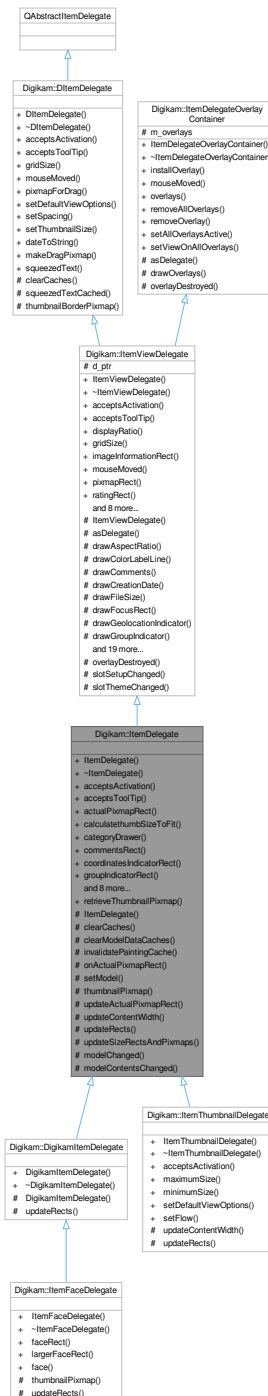 QAbstractItemDelegate
Digikam::DItemDelegate
+ DItemDelegate()
+ ~DItemDelegate()
+ acceptsActivation()
+ acceptsToolTip()
+ gridSize()
+ mouseMoved()
+ pixmapForDrag()
+ setDefaultViewOptions()
+ setSpacing()
+ setThumbnailSize()
+ dateToString()
+ makeDragPixmap()
+ squeezedText()
# clearCaches()
# squeezedTextCached()
# thumbnailBorderPixmap()
Digikam::ItemDelegateOverlay
Container
# m_overlays
+ ItemDelegateOverlayContainer()
+ ~ItemDelegateOverlayContainer()
+ installOverlay()
+ mouseMoved()
+ overlays()
+ removeAllOverlays()
+ removeOverlay()
+ setAllOverlaysActive()
+ setViewOnAllOverlays()
# asDelegate()
# drawOverlays()
# overlayDestroyed()
Digikam::ItemViewDelegate
# d_ptr
+ ItemViewDelegate()
+ ~ItemViewDelegate()
+ acceptsActivation()
+ acceptsToolTip()
+ displayRatio()
+ gridSize()
+ imageInformationRect()
+ mouseMoved()
+ pixmapRect()
+ ratingRect()
and 8 more...
# ItemViewDelegate()
# asDelegate()
# drawAspectRatio()
# drawColorLabelLine()
# drawComments()
# drawCreationDate()
# drawFileSize()
# drawFocusRect()
# drawGeolocationIndicator()
# drawGroupIndicator()
and 19 more...
# overlayDestroyed()
# slotSetupChanged()
# slotThemeChanged()
Digikam::ItemDelegate
+ ItemDelegate()
+ ~ItemDelegate()
+ acceptsActivation()
+ acceptsToolTip()
+ actualPixmapRect()
+ calculatethumbSizeToFit()
+ categoryDrawer()
+ commentsRect()
+ coordinatesIndicatorRect()
+ groupIndicatorRect()
and 8 more...
+ retrieveThumbnailPixmap()
# ItemDelegate()
# clearCaches()
# clearModelDataCaches()
# invalidatePaintingCache()
# onActualPixmapRect()
# setModel()
# thumbnailPixmap()
# updateActualPixmapRect()
# updateContentWidth()
# updateRects()
# updateSizeRectsAndPixmaps()
# modelChanged()
# modelContentsChanged()
Digikam::DigikamItemDelegate
+ DigikamItemDelegate()
+ ~DigikamItemDelegate()
# DigikamItemDelegate()
# updateRects()
Digikam::ItemThumbnailDelegate
+ ItemThumbnailDelegate()
+ ~ItemThumbnailDelegate()
+ acceptsActivation()
+ maximumSize()
+ minimumSize()
+ setDefaultViewOptions()
+ setFlow()
# updateContentWidth()
# updateRects()
Digikam::ItemFaceDelegate
+ ItemFaceDelegate()
+ ~ItemFaceDelegate()
+ faceRect()
+ largerFaceRect()
+ face()
# thumbnailPixmap()
# updateRects()